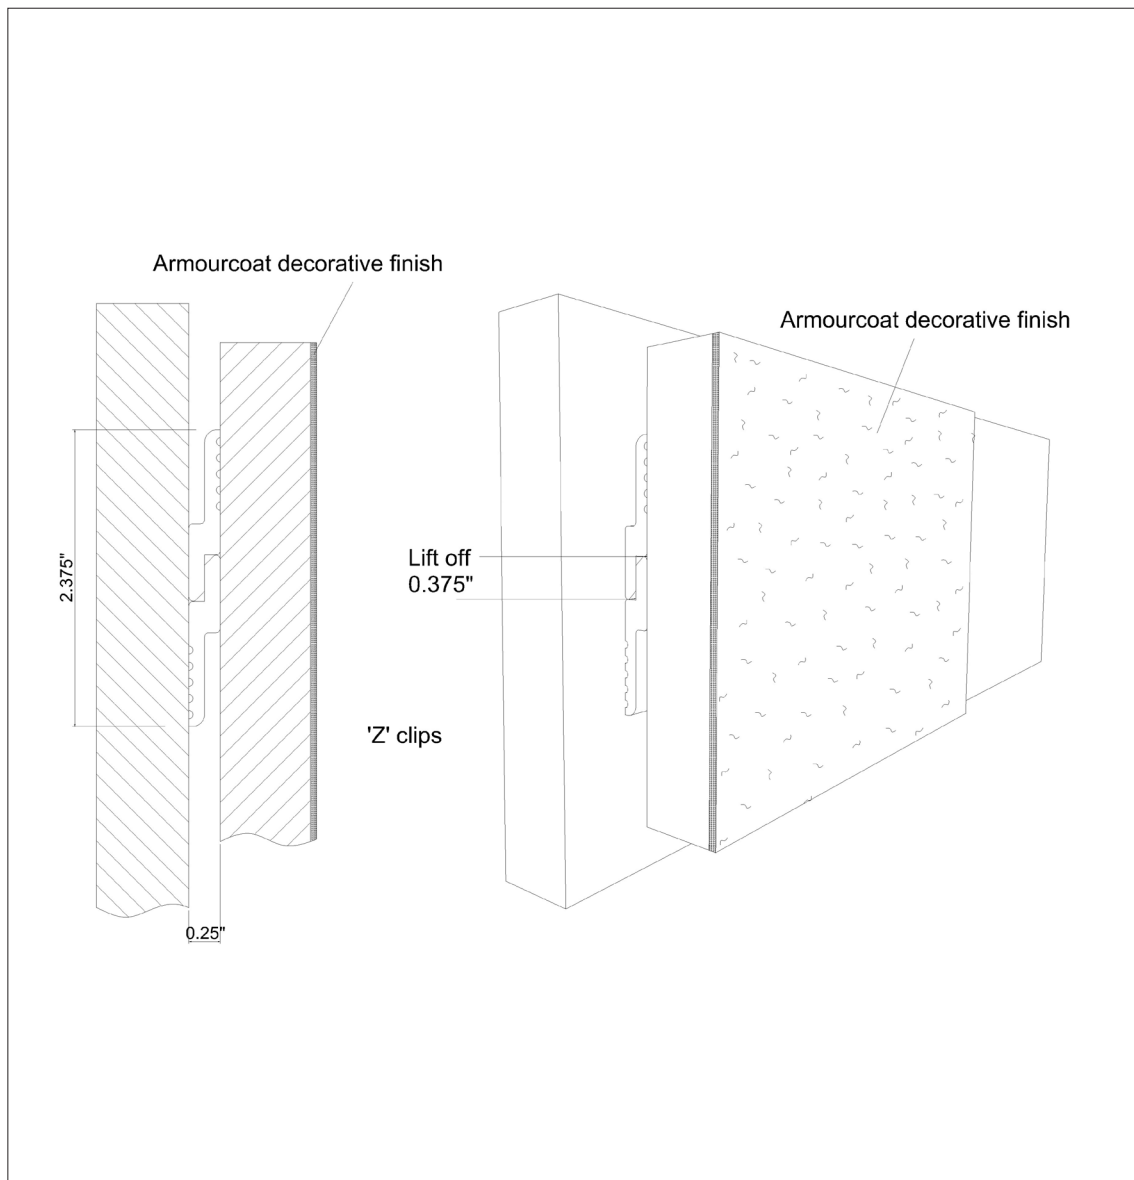 Armourcoat decorative finish
Armourcoat decorative finish
2.375"
Lift off
0.375"
'Z' clips
0.25"